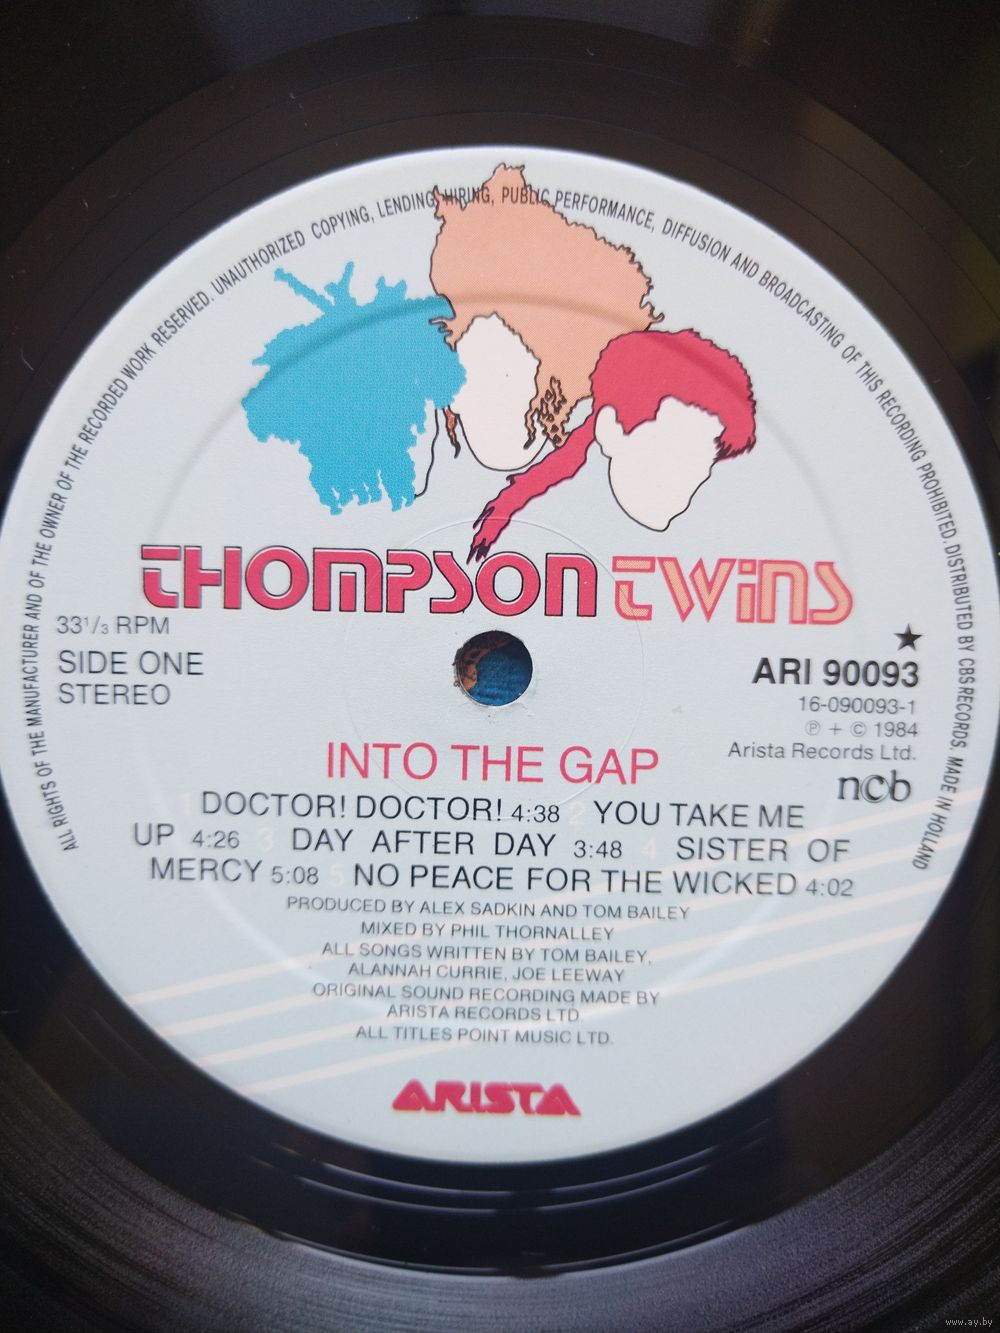 ALL RIGHTS OF THE MANUFACTURER AND OF THE OWNER OF THE RECORDED WORK RESERVED. UNAUTHORIZED COPYING, LENDING, HIRING, PUBLIC PERFORMANCE, DIFFUSION AND BROADCASTING OF THIS RECORDING PROHIBITED. DISTRIBUTED BY CBS RECORDS. MADE IN HOLLAND
THOMPSON TWINS
33 1/3 RPM
SIDE ONE
STEREO
★
ARI 90093
16-090093-1
℗ + © 1984
Arista Records Ltd.
ncb
INTO THE GAP
1 DOCTOR! DOCTOR! 4:38 2 YOU TAKE ME
UP 4:26 3 DAY AFTER DAY 3:48 4 SISTER OF
MERCY 5:08 5 NO PEACE FOR THE WICKED 4:02
PRODUCED BY ALEX SADKIN AND TOM BAILEY
MIXED BY PHIL THORNALLEY
ALL SONGS WRITTEN BY TOM BAILEY,
ALANNAH CURRIE, JOE LEEWAY
ORIGINAL SOUND RECORDING MADE BY
ARISTA RECORDS LTD.
ALL TITLES POINT MUSIC LTD.
ARISTA
www.ay.by